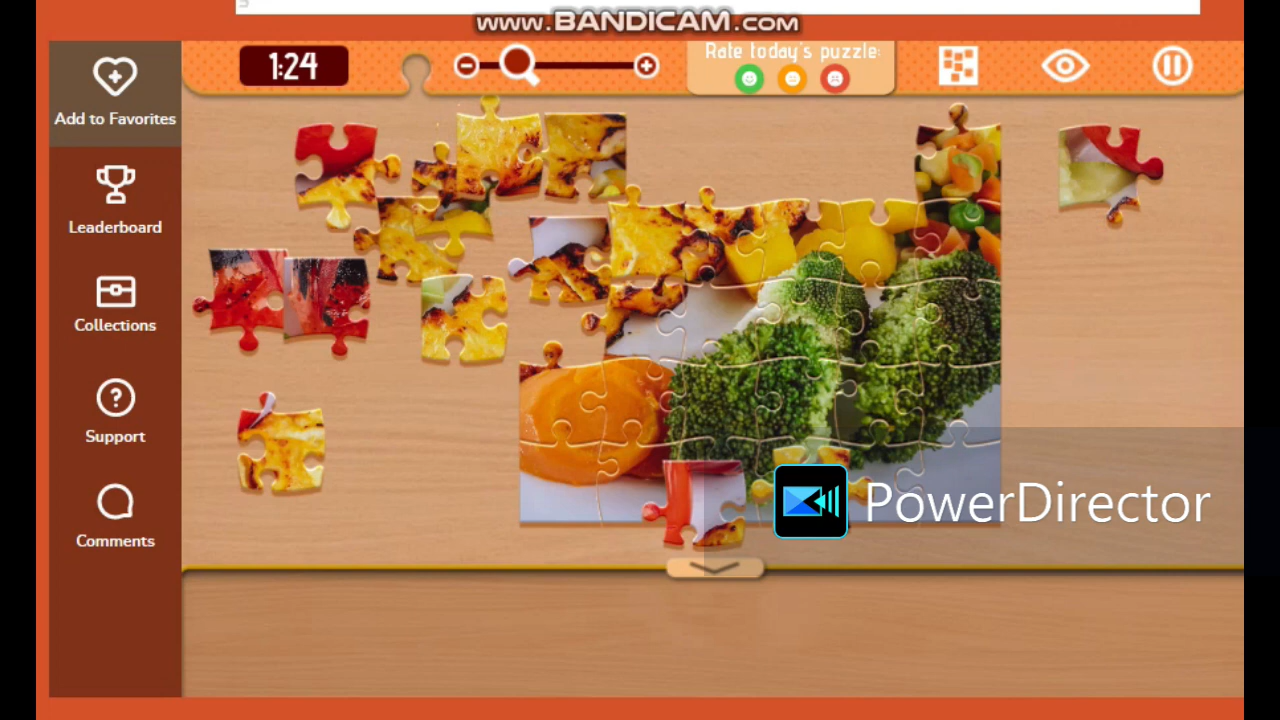 www.BANDICAM.com
1:24
Rate today's puzzle:
Add to Favorites
Leaderboard
Collections
Support
Comments
PowerDirector